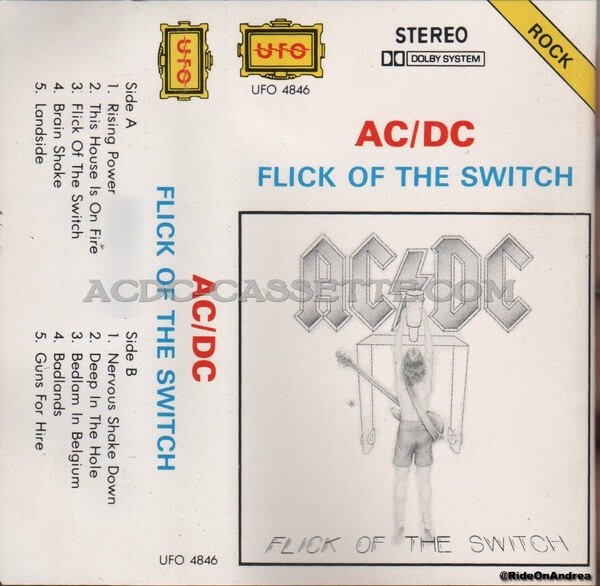 UFO
UFO
UFO 4846
STEREO
DOLBY SYSTEM
ROCK
AC/DC
FLICK OF THE SWITCH
AC/DC
FLICK OF THE SWITCH
AC/DC
FLICK OF THE SWITCH
Side A
1. Rising Power
2. This House Is On Fire
3. Flick Of The Switch
4. Brain Shake
5. Landside
Side B
1. Nervous Shake Down
2. Deep In The Hole
3. Bedlam In Belgium
4. Badlands
5. Guns For Hire
UFO 4846
ACDC-CASSETTE.COM
@RideOnAndrea